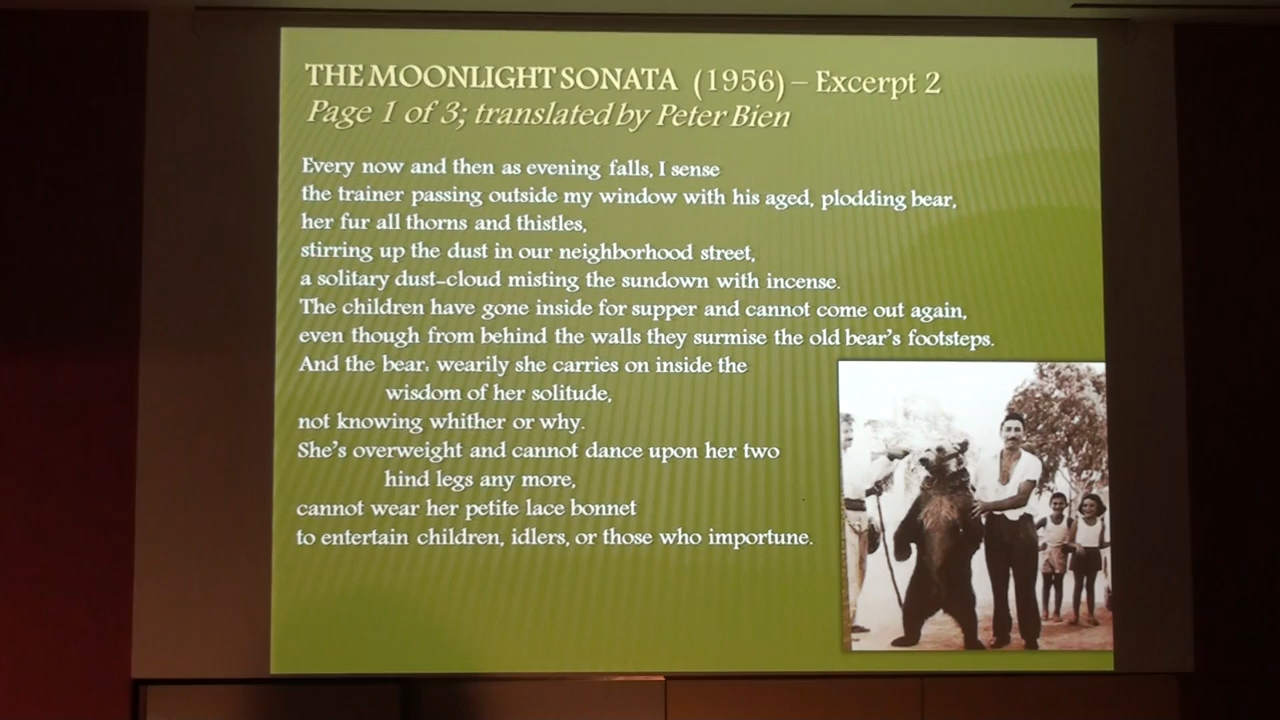 THE MOONLIGHT SONATA (1956) – Excerpt 2
Page 1 of 3; translated by Peter Bien
Every now and then as evening falls, I sense
the trainer passing outside my window with his aged, plodding bear,
her fur all thorns and thistles,
stirring up the dust in our neighborhood street,
a solitary dust-cloud misting the sundown with incense.
The children have gone inside for supper and cannot come out again,
even though from behind the walls they surmise the old bear's footsteps.
And the bear: wearily she carries on inside the
wisdom of her solitude,
not knowing whither or why.
She's overweight and cannot dance upon her two
hind legs any more,
cannot wear her petite lace bonnet
to entertain children, idlers, or those who importune.